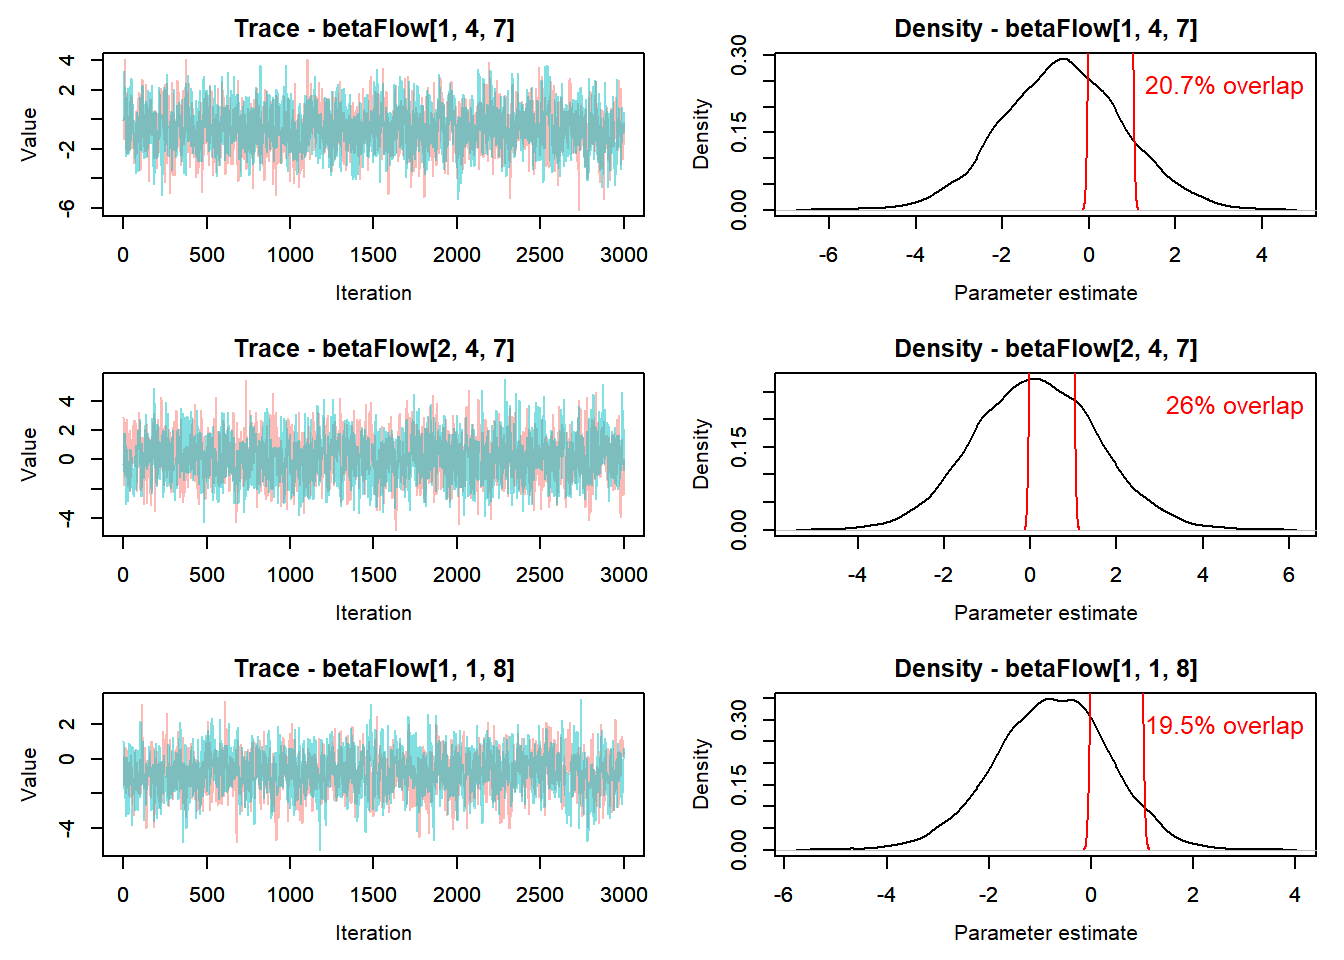 Trace - betaFlow[1, 4, 7]
Value
4
2
-2
-6
0 500 1000 1500 2000 2500 3000
Iteration
Density - betaFlow[1, 4, 7]
Density
0.30
0.15
0.00
20.7% overlap
-6 -4 -2 0 2 4
Parameter estimate
Trace - betaFlow[2, 4, 7]
Value
4
2
0
-4
0 500 1000 1500 2000 2500 3000
Iteration
Density - betaFlow[2, 4, 7]
Density
0.15
0.00
26% overlap
-4 -2 0 2 4 6
Parameter estimate
Trace - betaFlow[1, 1, 8]
Value
2
0
-4
0 500 1000 1500 2000 2500 3000
Iteration
Density - betaFlow[1, 1, 8]
Density
0.30
0.15
0.00
19.5% overlap
-6 -4 -2 0 2 4
Parameter estimate